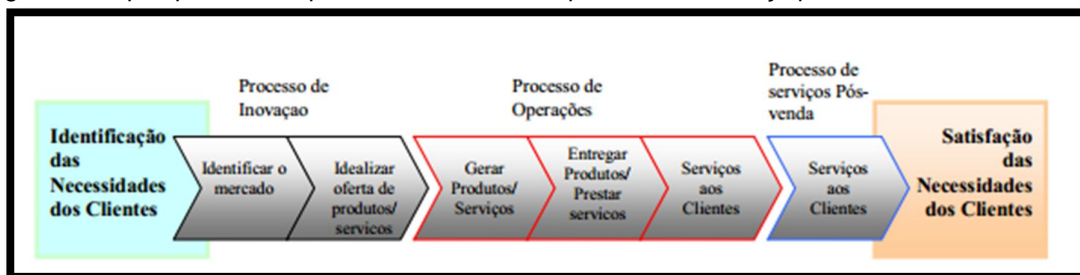 Processo de
Inovaçao
Processo de
Operações
Processo de
serviços Pós-
venda
Identificação
das
Necessidades
dos Clientes
Identificar o
mercado
Idealizar
oferta de
produtos/
servicos
Gerar
Produtos/
Serviços
Entregar
Produtos/
Prestar
servicos
Serviços
aos
Clientes
Serviços
aos
Clientes
Satisfação
das
Necessidades
dos Clientes